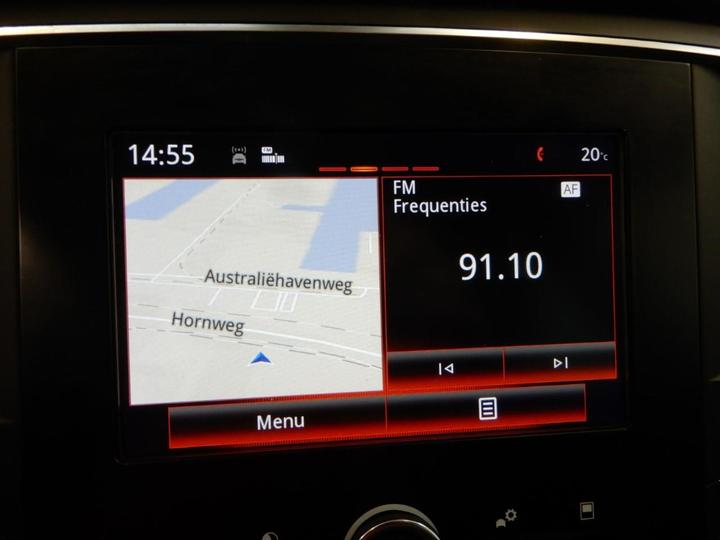 14:55
20°C
FM
AF
Frequenties
91.10
Australiëhavenweg
Hornweg
Menu